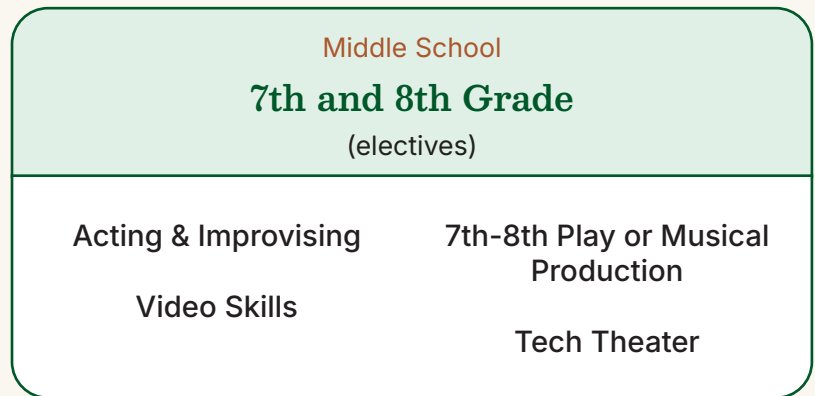 Middle School
7th and 8th Grade
(electives)
Acting & Improvising
Video Skills
7th-8th Play or Musical
Production
Tech Theater